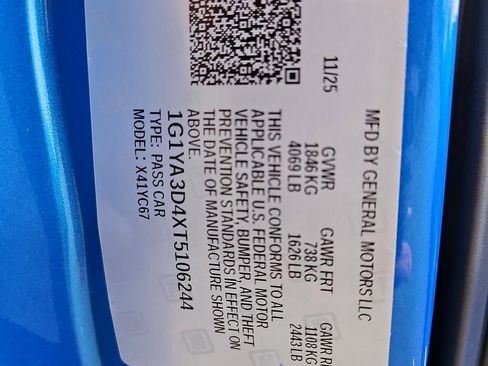 MFD BY GENERAL MOTORS LLC
11/25 GVWR GAWR FRT GAWR
1846 KG 738 KG 1108 KG
4069 LB 1626 LB 2443 LB
THIS VEHICLE CONFORMS TO ALL
APPLICABLE U.S. FEDERAL MOTOR
VEHICLE SAFETY, BUMPER, AND THEFT
PREVENTION STANDARDS IN EFFECT ON
THE DATE OF MANUFACTURE SHOWN
ABOVE.
1G1YA3D4XT5106244
TYPE: PASS CAR
MODEL: X41YC67